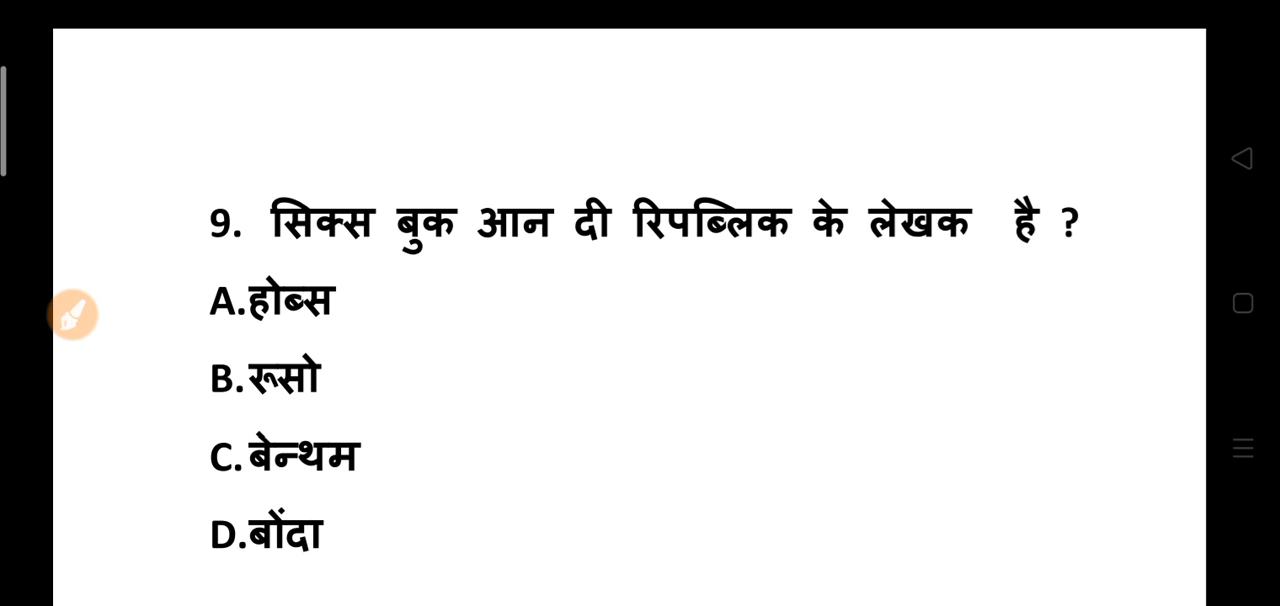 9. सिक्स बुक आन दी रिपब्लिक के लेखक है ?
A.होब्स
B.रूसो
C.बेन्थम
D.बोंदा